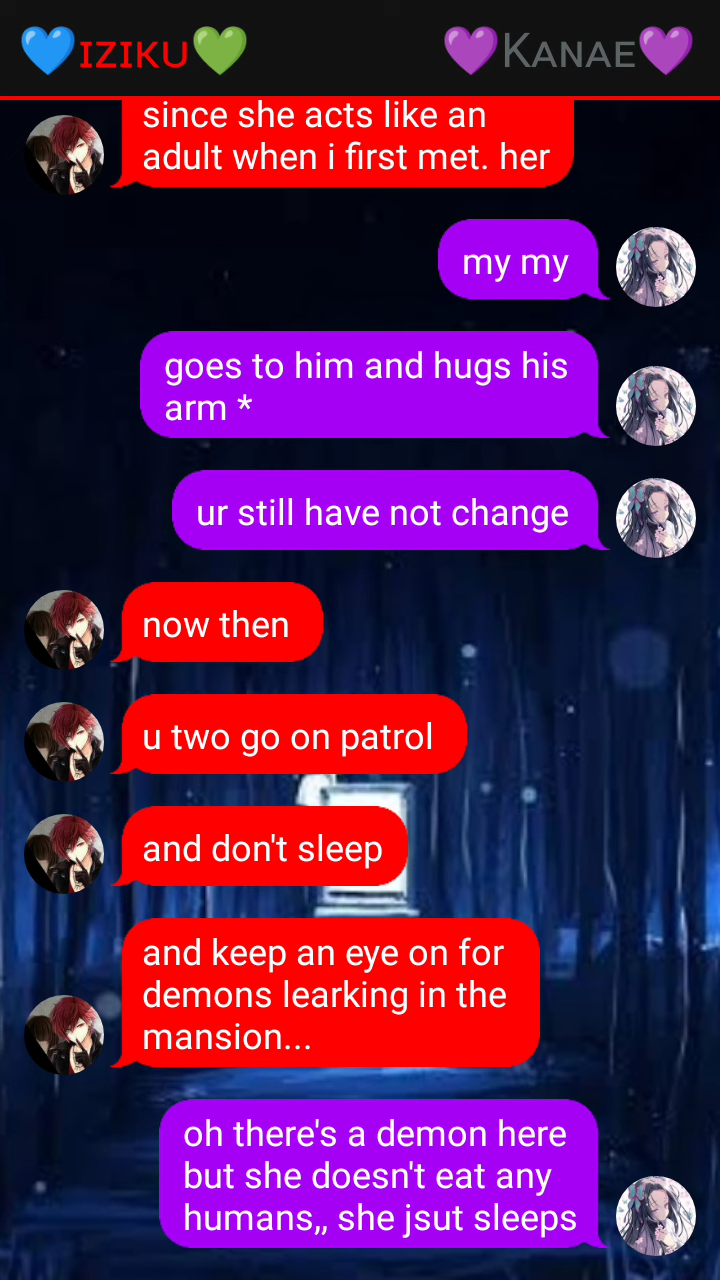 💙IZIKU💚 💜KANAE💜
since she acts like an
adult when i first met. her
my my
goes to him and hugs his
arm *
ur still have not change
now then
u two go on patrol
and don't sleep
and keep an eye on for
demons learking in the
mansion...
oh there's a demon here
but she doesn't eat any
humans,, she jsut sleeps